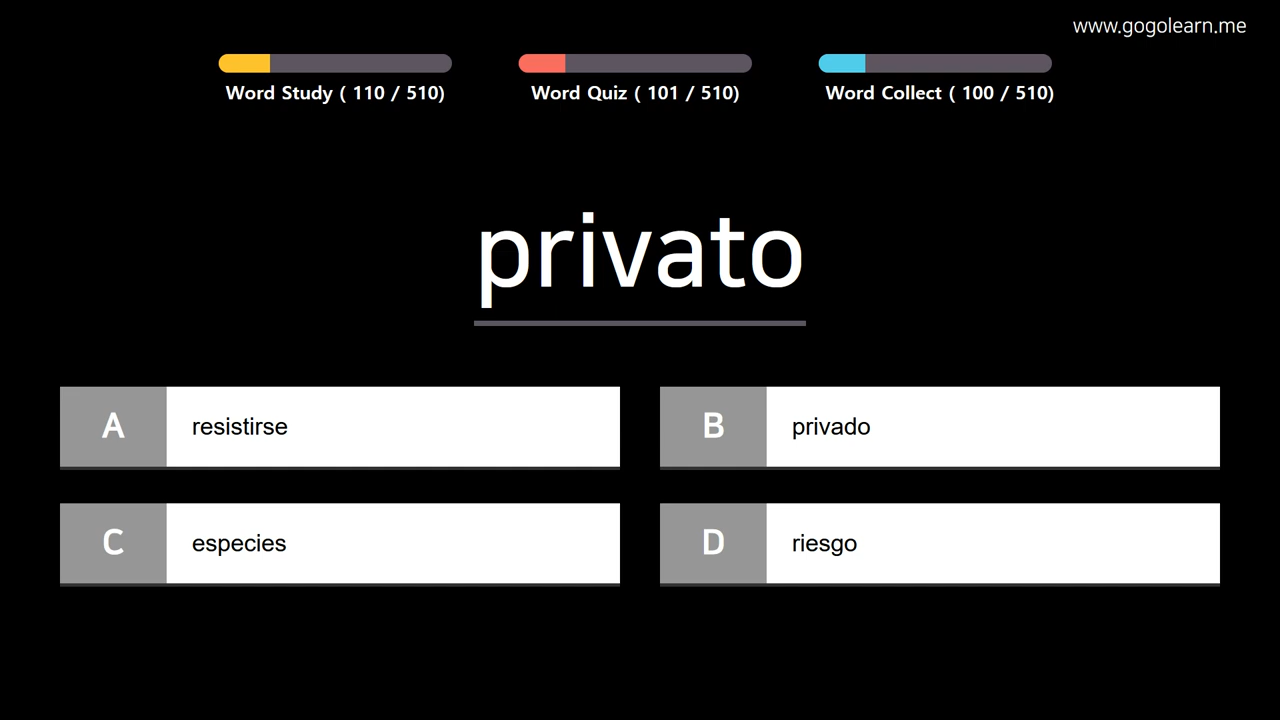 www.gogolearn.me
Word Study ( 110 / 510)
Word Quiz ( 101 / 510)
Word Collect ( 100 / 510)
privato
A resistirse
B privado
C especies
D riesgo